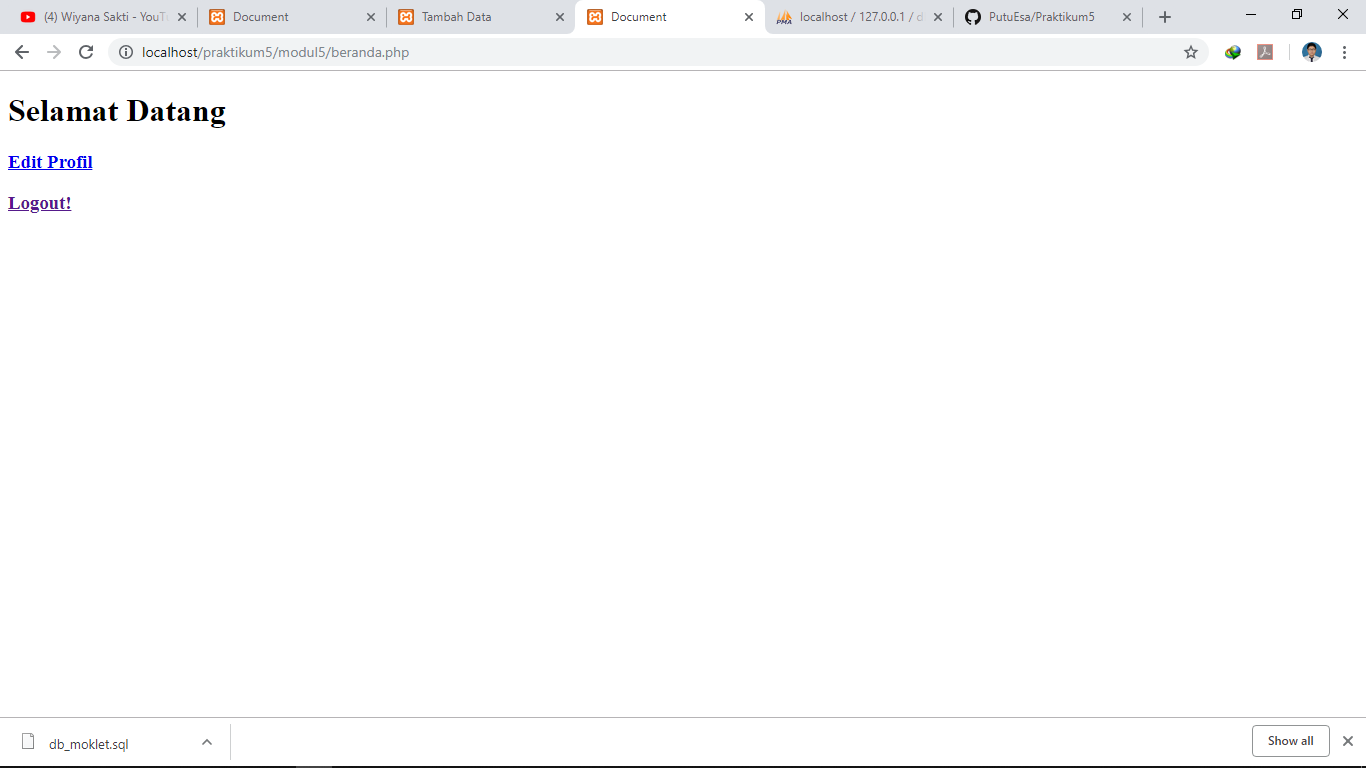 (4) Wiyana Sakti - YouT
Document
Tambah Data
Document
PMA
localhost / 127.0.0.1 / d
PutuEsa/Praktikum5
localhost/praktikum5/modul5/beranda.php
Selamat Datang
Edit Profil
Logout!
db_moklet.sql
Show all